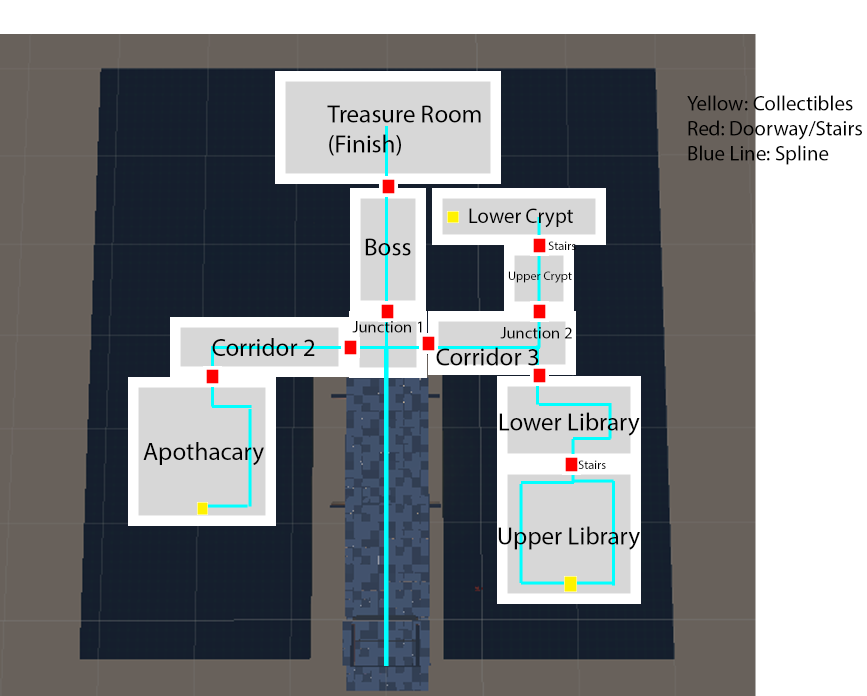 Treasure Room
(Finish)
Yellow: Collectibles
Red: Doorway/Stairs
Blue Line: Spline
Lower Crypt
Boss
Stairs
Upper Crypt
Junction 1
Junction 2
Corridor 2
Corridor 3
Apothacary
Lower Library
Stairs
Upper Library